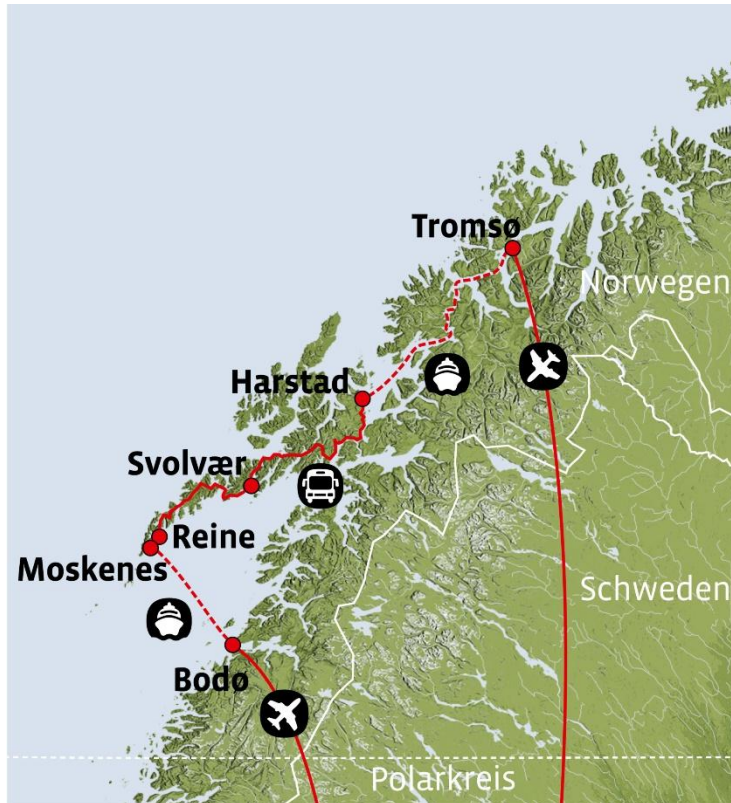 Tromsø
Norwegen
Harstad
Svolvær
Reine
Moskenes
Schweden
Bodø
Polarkreis